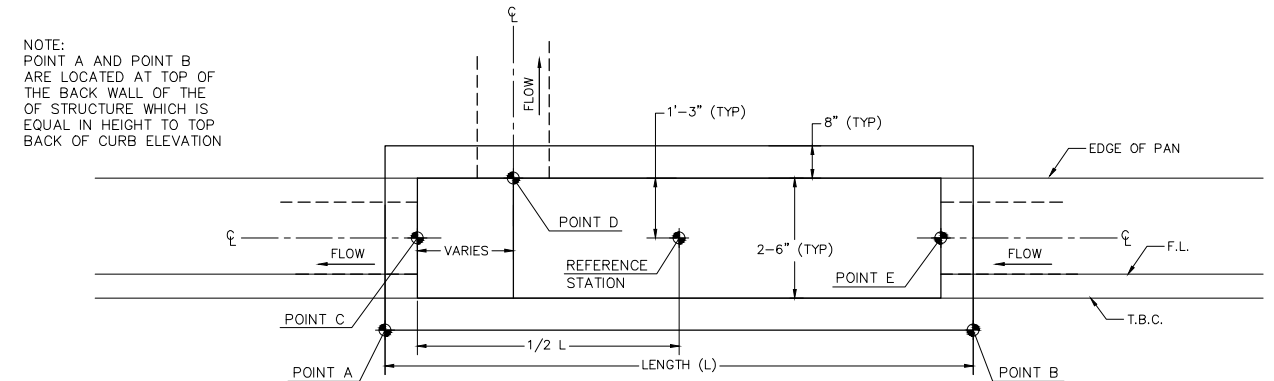 ℄
NOTE:
POINT A AND POINT B
ARE LOCATED AT TOP OF
THE BACK WALL OF THE
OF STRUCTURE WHICH IS
EQUAL IN HEIGHT TO TOP
BACK OF CURB ELEVATION
FLOW
1'-3" (TYP)
8" (TYP)
EDGE OF PAN
POINT D
℄
FLOW
VARIES
REFERENCE
STATION
2-6" (TYP)
POINT E
FLOW
℄
F.L.
POINT C
T.B.C.
1/2 L
LENGTH (L)
POINT A
POINT B